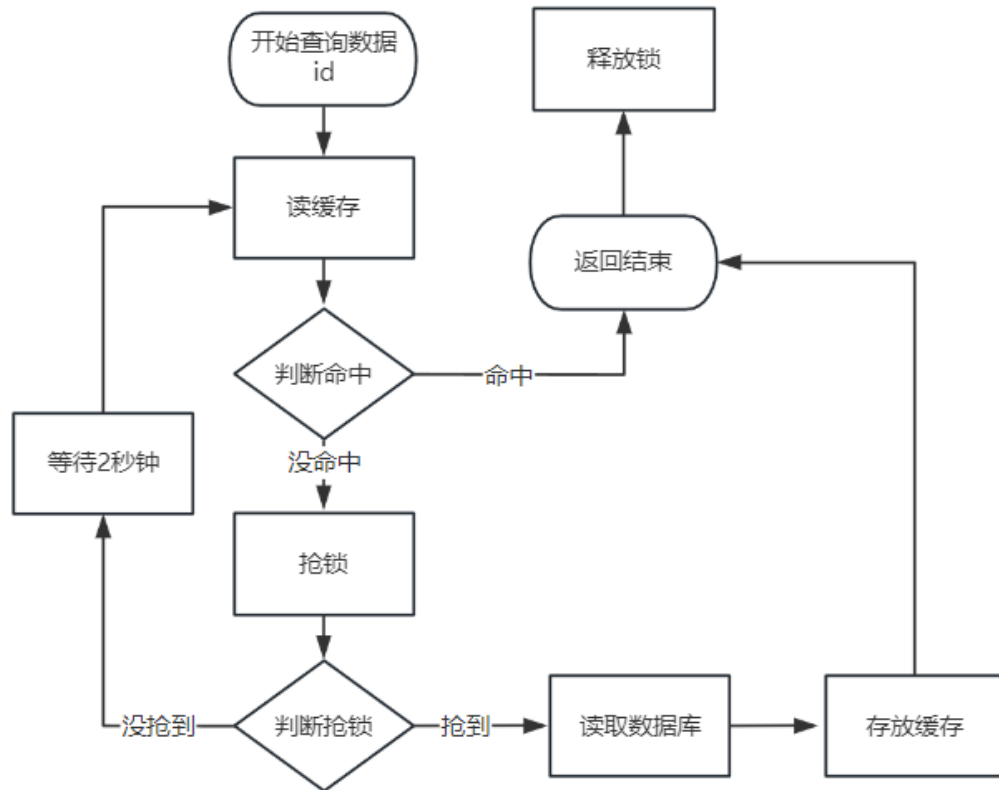 开始查询数据
id
释放锁
读缓存
返回结束
判断命中
命中
等待2秒钟
没命中
抢锁
没抢到
判断抢锁
抢到
读取数据库
存放缓存